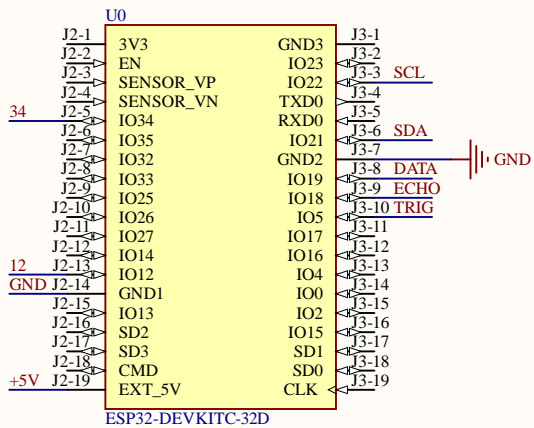 U0
J2-1 3V3 GND3 J3-1
J2-2 EN IO23 J3-2
J2-3 SENSOR_VP IO22 J3-3 SCL
J2-4 SENSOR_VN TXD0 J3-4
34 J2-5 IO34 RXD0 J3-5
J2-6 IO35 IO21 J3-6 SDA
J2-7 IO32 GND2 J3-7 GND
J2-8 IO33 IO19 J3-8 DATA
J2-9 IO25 IO18 J3-9 ECHO
J2-10 IO26 IO5 J3-10 TRIG
J2-11 IO27 IO17 J3-11
J2-12 IO14 IO16 J3-12
12 J2-13 IO12 IO4 J3-13
GND J2-14 GND1 IO0 J3-14
J2-15 IO13 IO2 J3-15
J2-16 SD2 IO15 J3-16
J2-17 SD3 SD1 J3-17
J2-18 CMD SD0 J3-18
+5V J2-19 EXT_5V CLK J3-19
ESP32-DEVKITC-32D